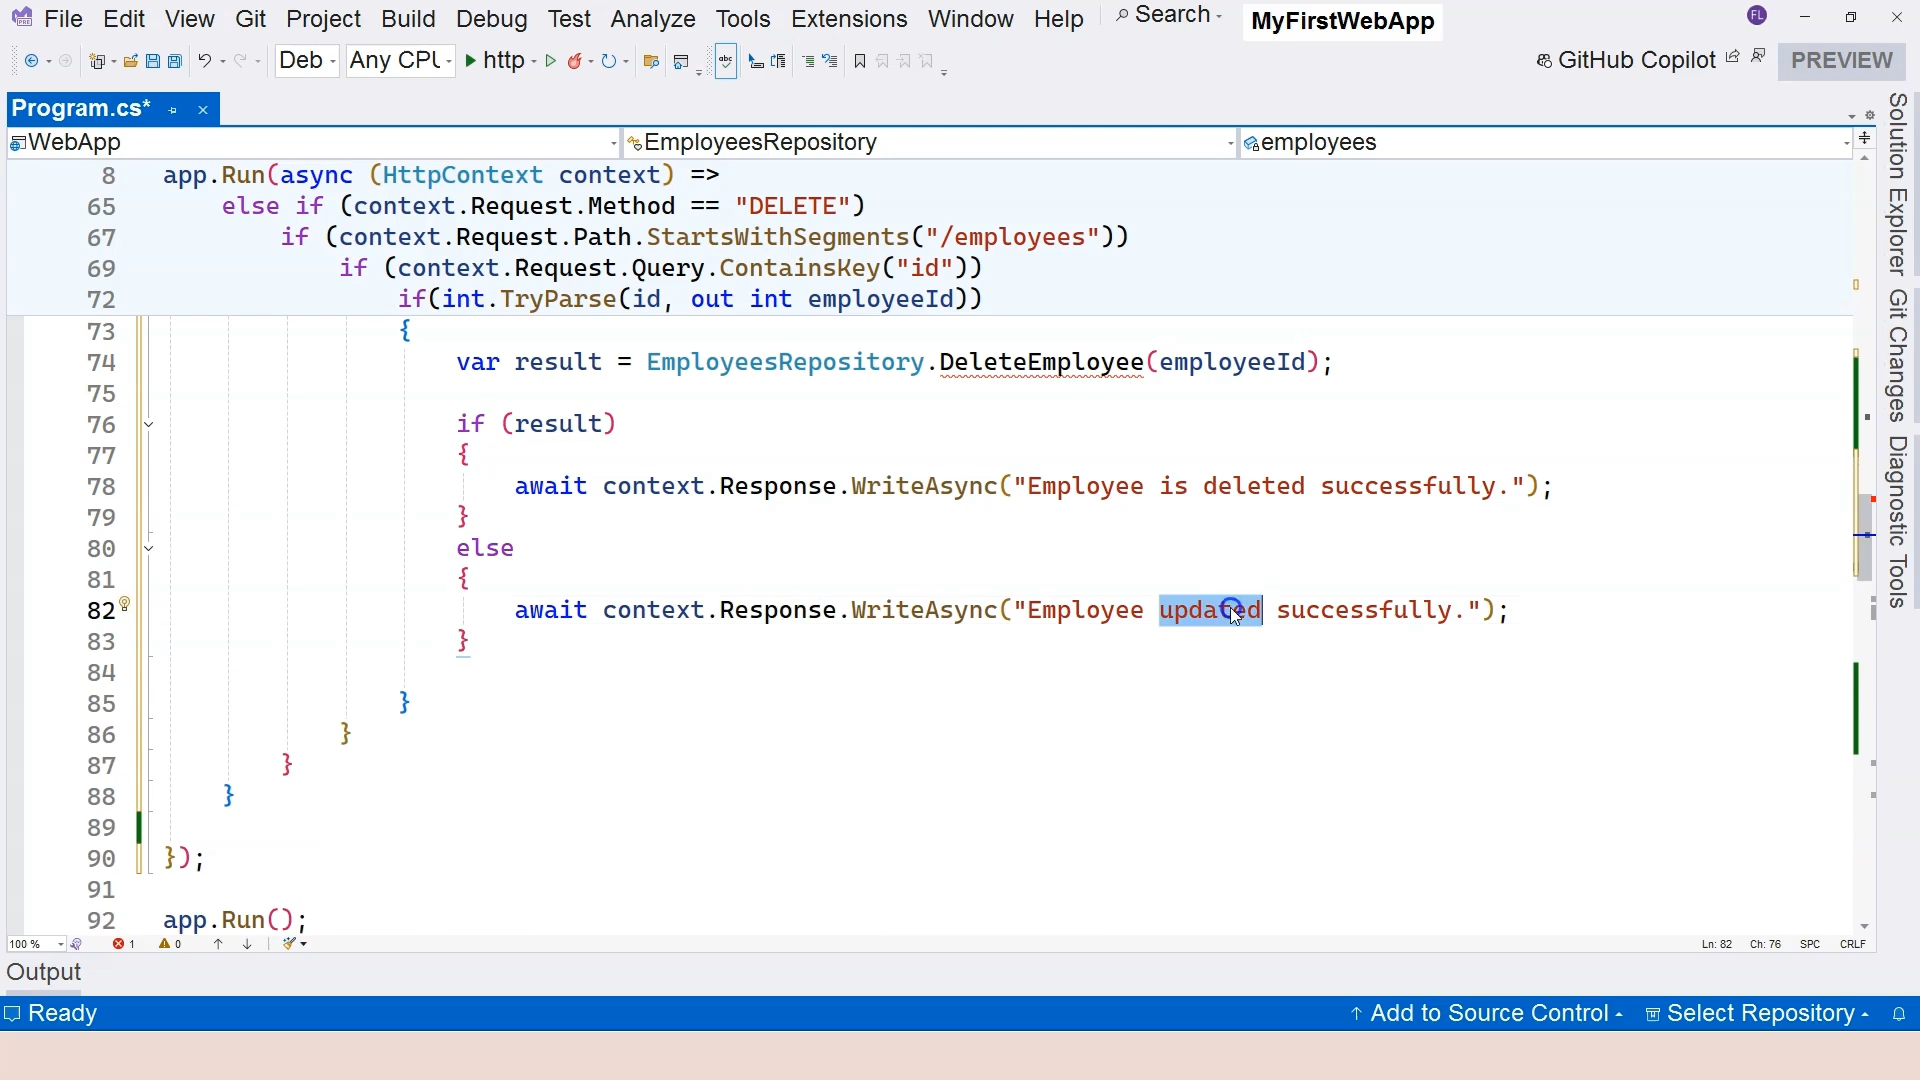 File Edit View Git Project Build Debug Test Analyze Tools Extensions Window Help Search MyFirstWebApp FL
Deb Any CPU http GitHub Copilot PREVIEW
Program.cs*
WebApp EmployeesRepository employees
8 app.Run(async (HttpContext context) =>
65 else if (context.Request.Method == "DELETE")
67 if (context.Request.Path.StartsWithSegments("/employees"))
69 if (context.Request.Query.ContainsKey("id"))
72 if(int.TryParse(id, out int employeeId))
73 {
74 var result = EmployeesRepository.DeleteEmployee(employeeId);
75
76 if (result)
77 {
78 await context.Response.WriteAsync("Employee is deleted successfully.");
79 }
80 else
81 {
82 await context.Response.WriteAsync("Employee updated successfully.");
83 }
84
85 }
86 }
87 }
88 }
89
90 });
91
92 app.Run();
100 % 1 0 Ln: 82 Ch: 76 SPC CRLF
Output
Ready Add to Source Control Select Repository
Solution Explorer
Git Changes
Diagnostic Tools